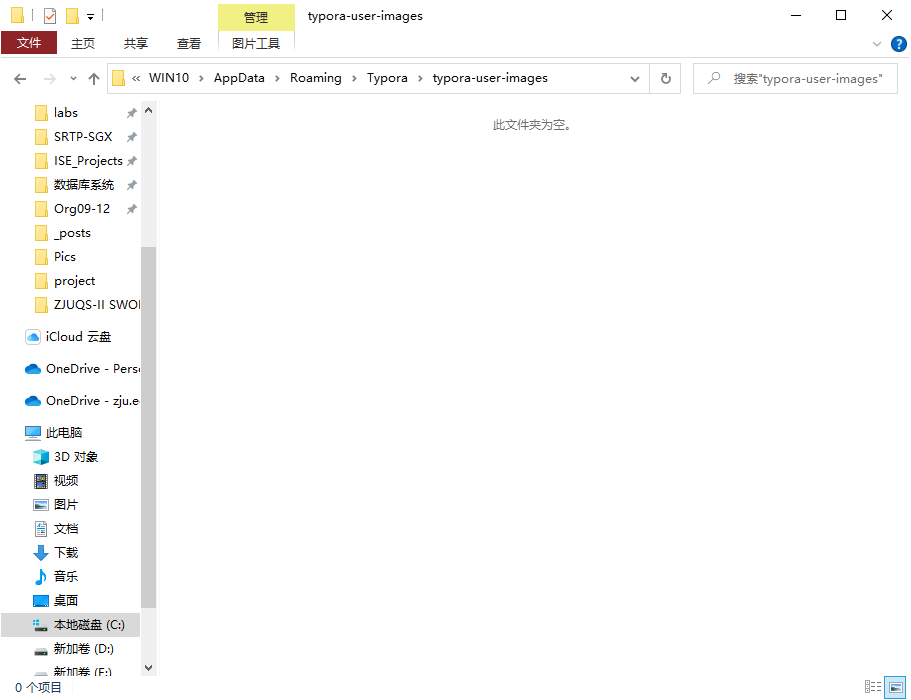 管理
typora-user-images
文件
主页
共享
查看
图片工具
« WIN10 › AppData › Roaming › Typora › typora-user-images
搜索"typora-user-images"
labs
SRTP-SGX
ISE_Projects
数据库系统
Org09-12
_posts
Pics
project
ZJUQS-II SWO
iCloud 云盘
OneDrive - Pers
OneDrive - zju.e
此电脑
3D 对象
视频
图片
文档
下载
音乐
桌面
本地磁盘 (C:)
新加卷 (D:)
新加卷 (E:)
此文件夹为空。
0 个项目